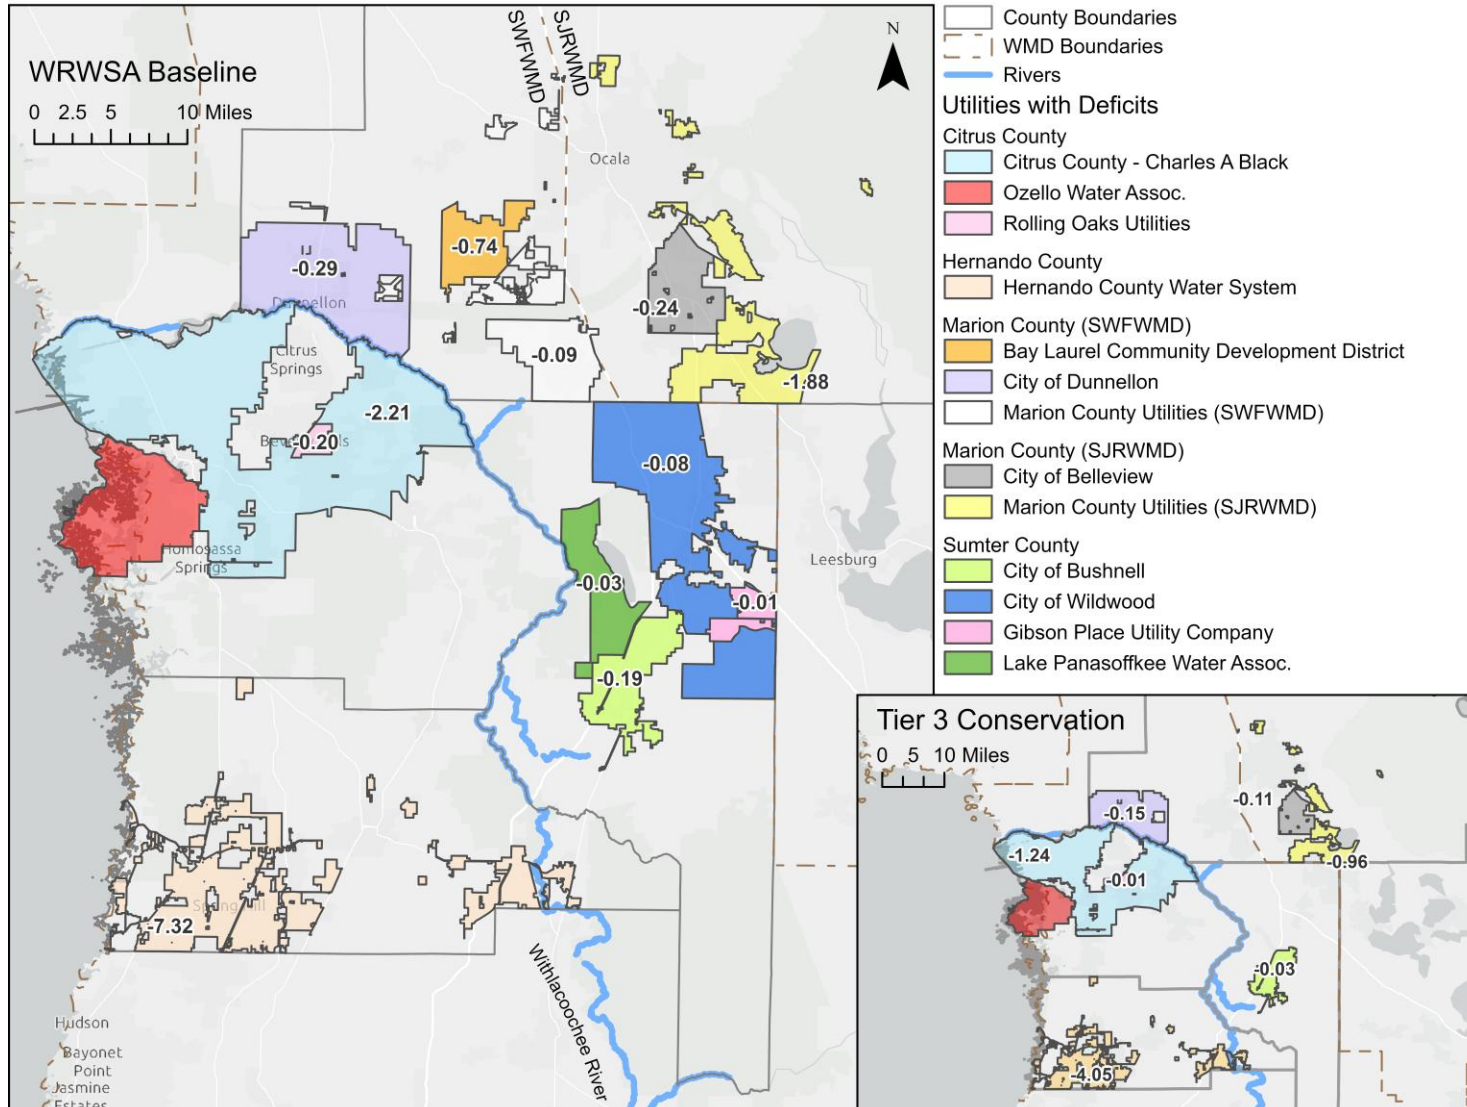 WRWSA Baseline
0 2.5 5 10 Miles
SWFWMD
SJRWMD
N
Ocala
-0.74
-0.29
Dunnellon
-0.24
-0.09
-1.88
Citrus
Springs
-2.21
-0.20
-0.08
Homosassa
Springs
-0.03
-0.01
Leesburg
-0.19
-7.32
Spring Hill
Withlacoochee River
Hudson
Bayonet
Point
Jasmine
Estates
County Boundaries
WMD Boundaries
Rivers
Utilities with Deficits
Citrus County
Citrus County - Charles A Black
Ozello Water Assoc.
Rolling Oaks Utilities
Hernando County
Hernando County Water System
Marion County (SWFWMD)
Bay Laurel Community Development District
City of Dunnellon
Marion County Utilities (SWFWMD)
Marion County (SJRWMD)
City of Belleview
Marion County Utilities (SJRWMD)
Sumter County
City of Bushnell
City of Wildwood
Gibson Place Utility Company
Lake Panasoffkee Water Assoc.
Tier 3 Conservation
0 5 10 Miles
-0.11
-0.15
-1.24
-0.96
-0.01
-0.03
-4.05